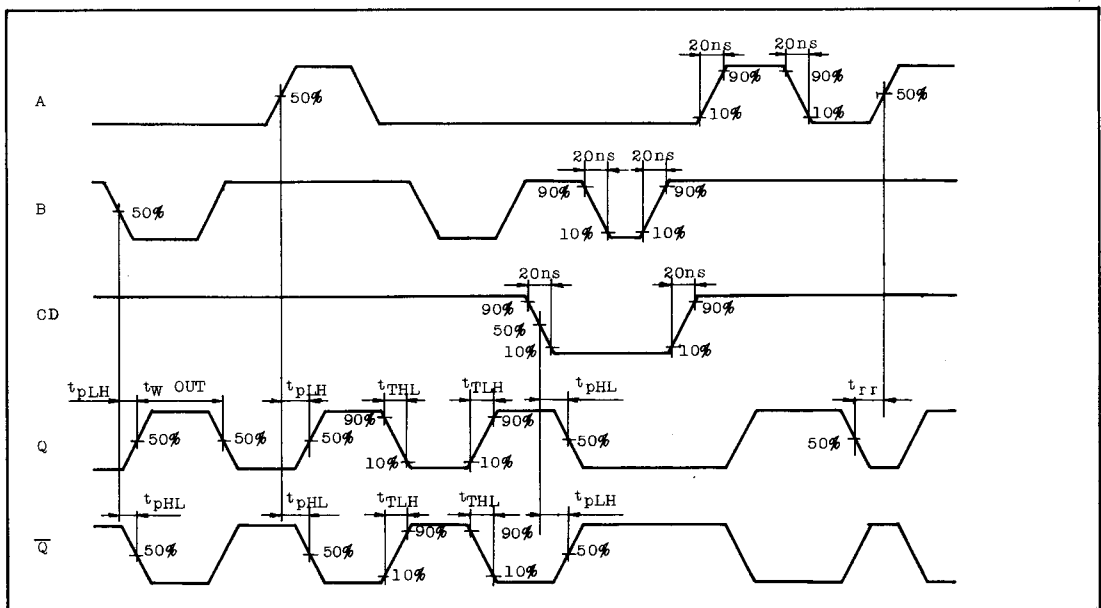 20ns 20ns
A 50% 90% 90% 50%
10% 10%
20ns 20ns
B 50% 90% 90%
10% 10%
20ns 20ns
CD 90% 90%
50%
10% 10%
tpLH tW OUT tpLH tTHL tTLH tpHL trr
Q 50% 50% 50% 90% 90% 50% 50%
10% 10%
tpHL tpHL tTLH tTHL tpLH
Q̅ 50% 50% 90% 90% 50%
10% 10%